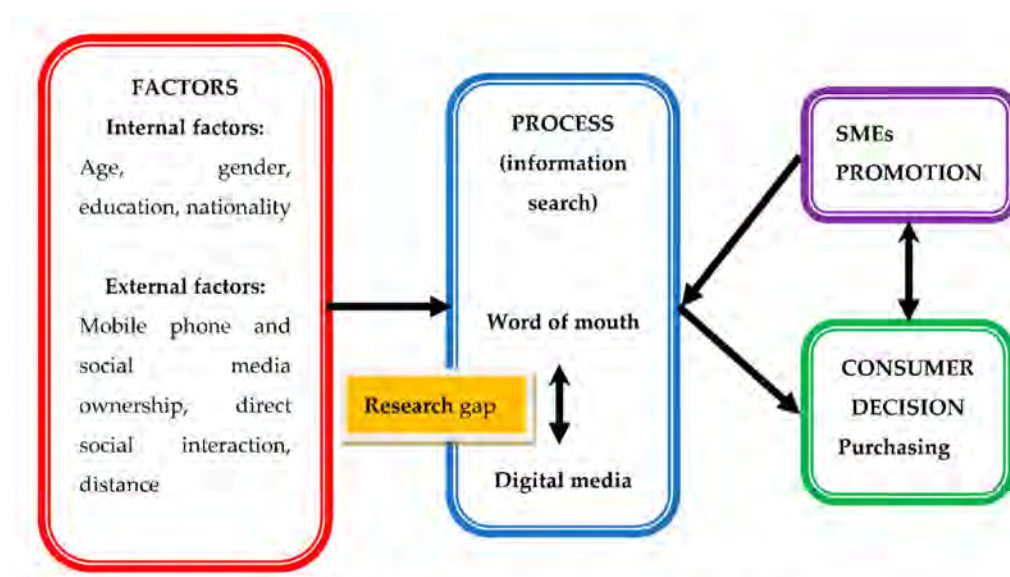 FACTORS
Internal factors:
Age, gender,
education, nationality
External factors:
Mobile phone and
social media
ownership, direct
social interaction,
distance
Research gap
PROCESS
(information
search)
Word of mouth
Digital media
SMEs
PROMOTION
CONSUMER
DECISION
Purchasing